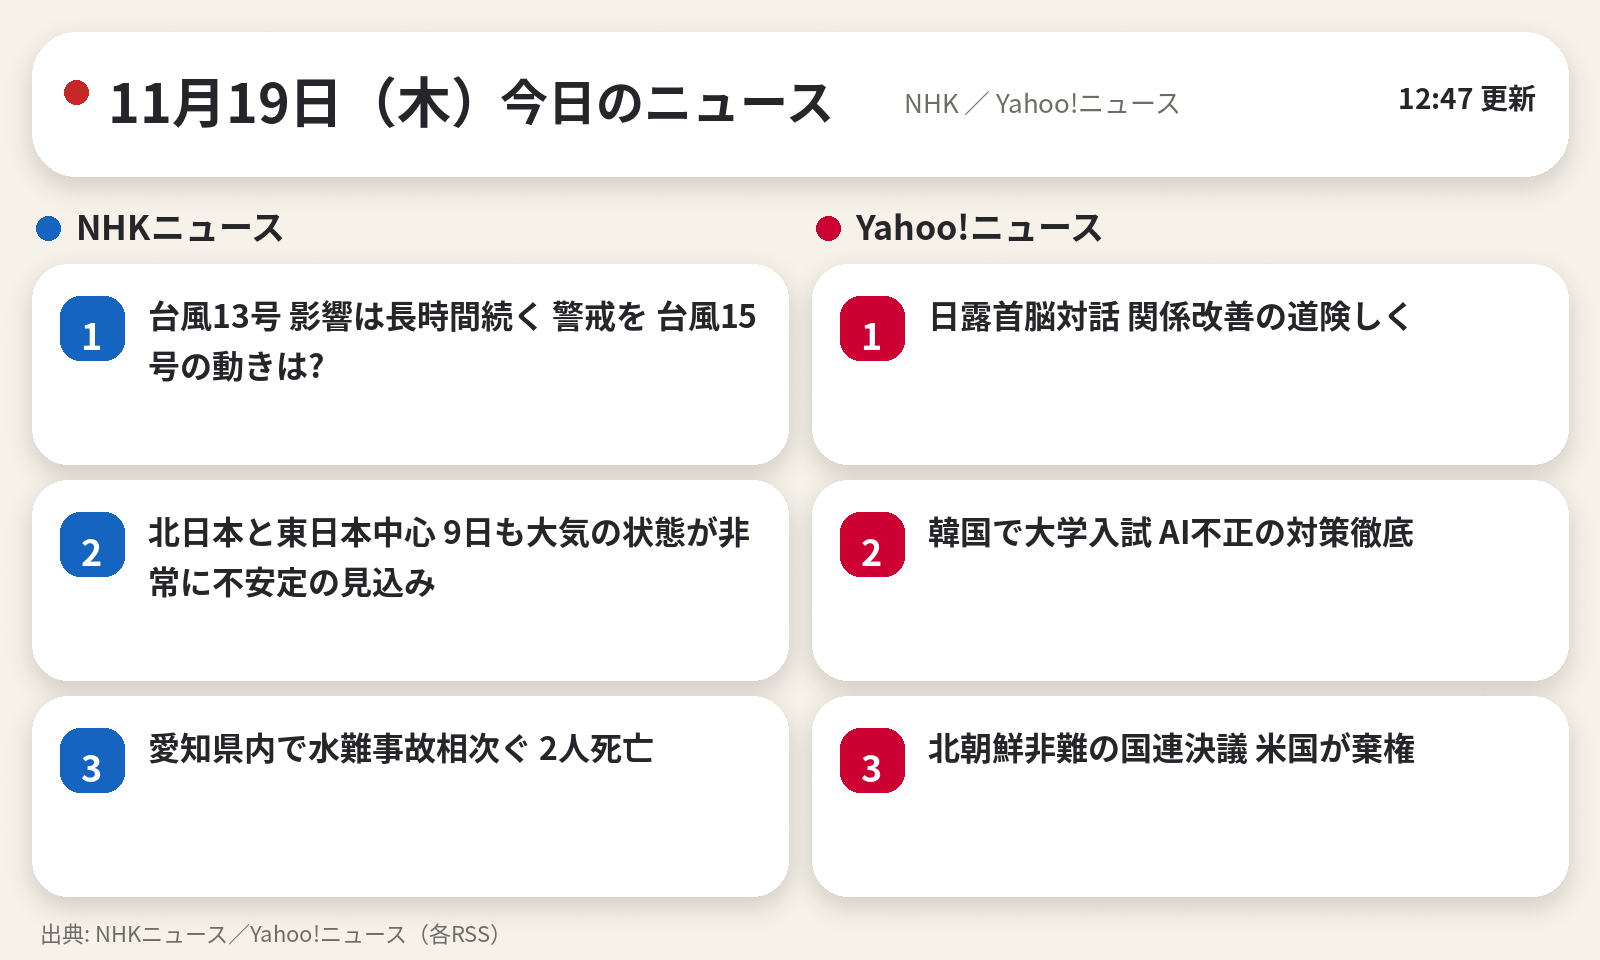 11月19日（木）今日のニュース
NHK ／ Yahoo!ニュース
12:47 更新
NHKニュース
1
台風13号 影響は長時間続く 警戒を 台風15
号の動きは?
2
北日本と東日本中心 9日も大気の状態が非
常に不安定の見込み
3
愛知県内で水難事故相次ぐ 2人死亡
Yahoo!ニュース
1
日露首脳対話 関係改善の道険しく
2
韓国で大学入試 AI不正の対策徹底
3
北朝鮮非難の国連決議 米国が棄権
出典: NHKニュース／Yahoo!ニュース（各RSS）